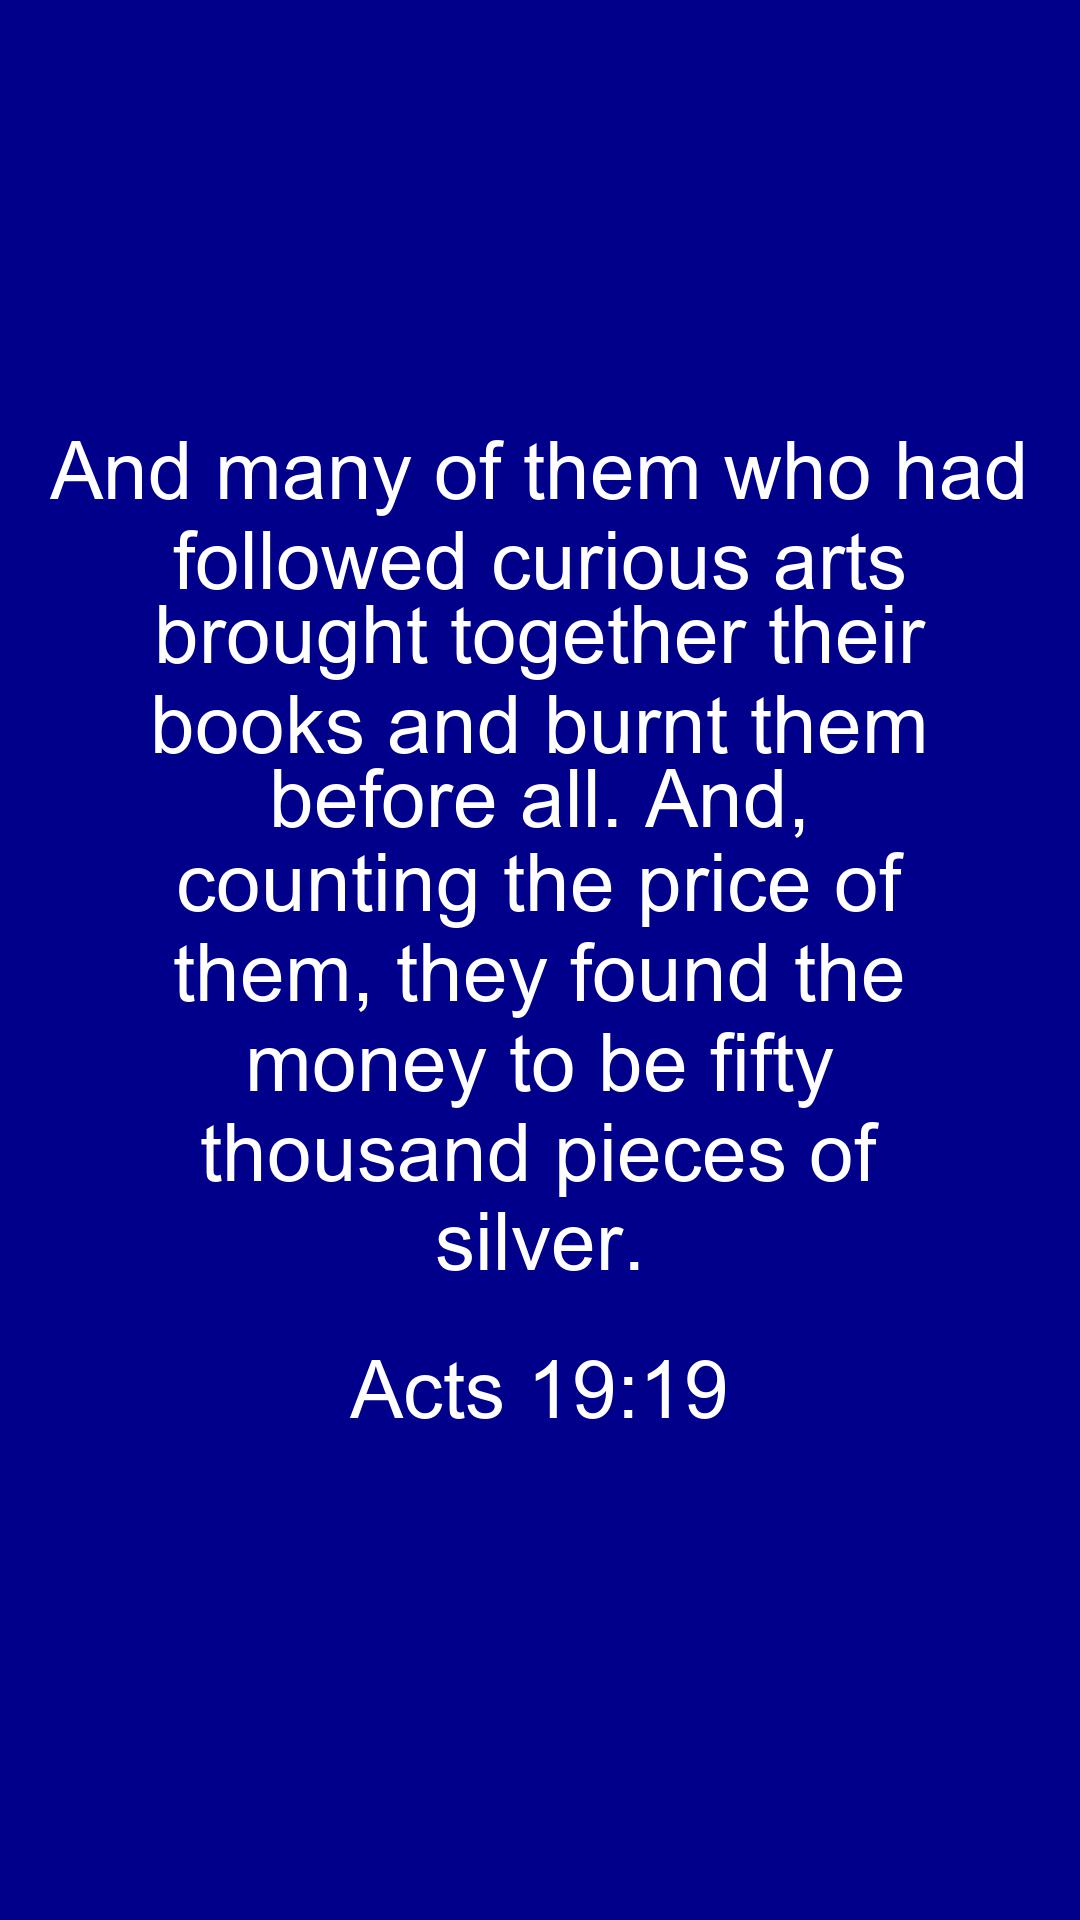 And many of them who had
followed curious arts
brought together their
books and burnt them
before all. And,
counting the price of
them, they found the
money to be fifty
thousand pieces of
silver.
Acts 19:19